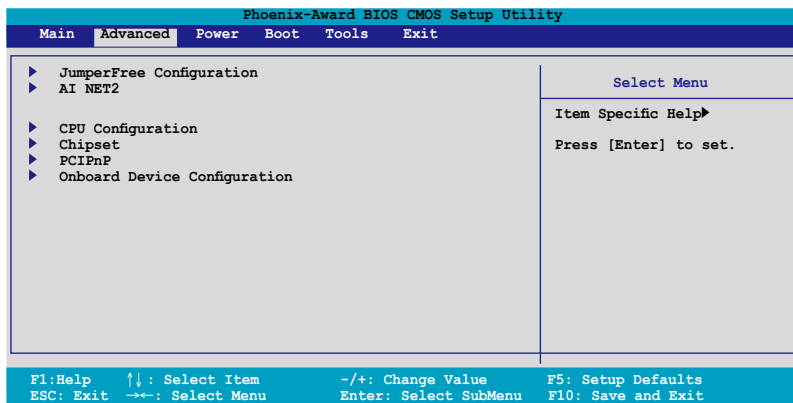 Phoenix-Award BIOS CMOS Setup Utility
Main Advanced Power Boot Tools Exit
JumperFree Configuration
AI NET2
CPU Configuration
Chipset
PCIPnP
Onboard Device Configuration
Select Menu
Item Specific Help
Press [Enter] to set.
F1:Help ↑↓: Select Item -/+: Change Value F5: Setup Defaults
ESC: Exit →←: Select Menu Enter: Select SubMenu F10: Save and Exit